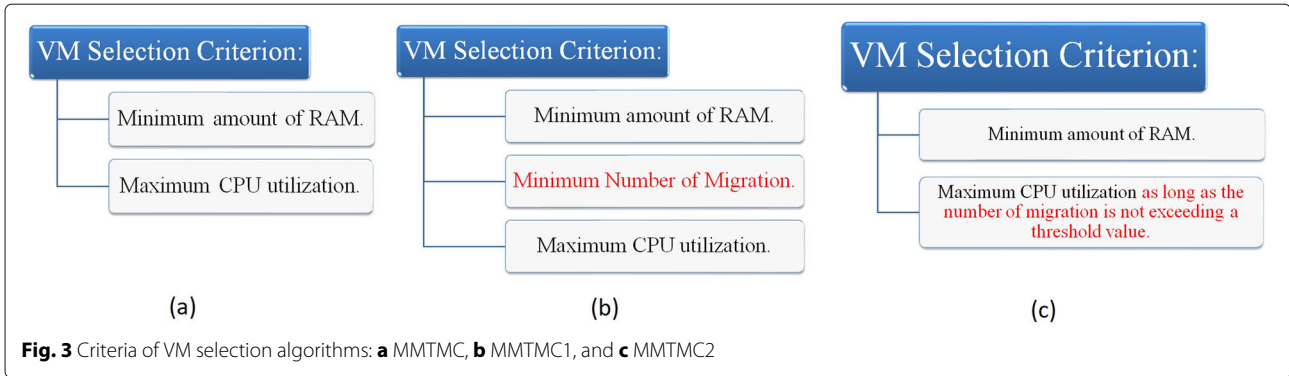 VM Selection Criterion:
Minimum amount of RAM.
Maximum CPU utilization.
(a)
VM Selection Criterion:
Minimum amount of RAM.
Minimum Number of Migration.
Maximum CPU utilization.
(b)
VM Selection Criterion:
Minimum amount of RAM.
Maximum CPU utilization as long as the
number of migration is not exceeding a
threshold value.
(c)
Fig. 3 Criteria of VM selection algorithms: a MMTMC, b MMTMC1, and c MMTMC2